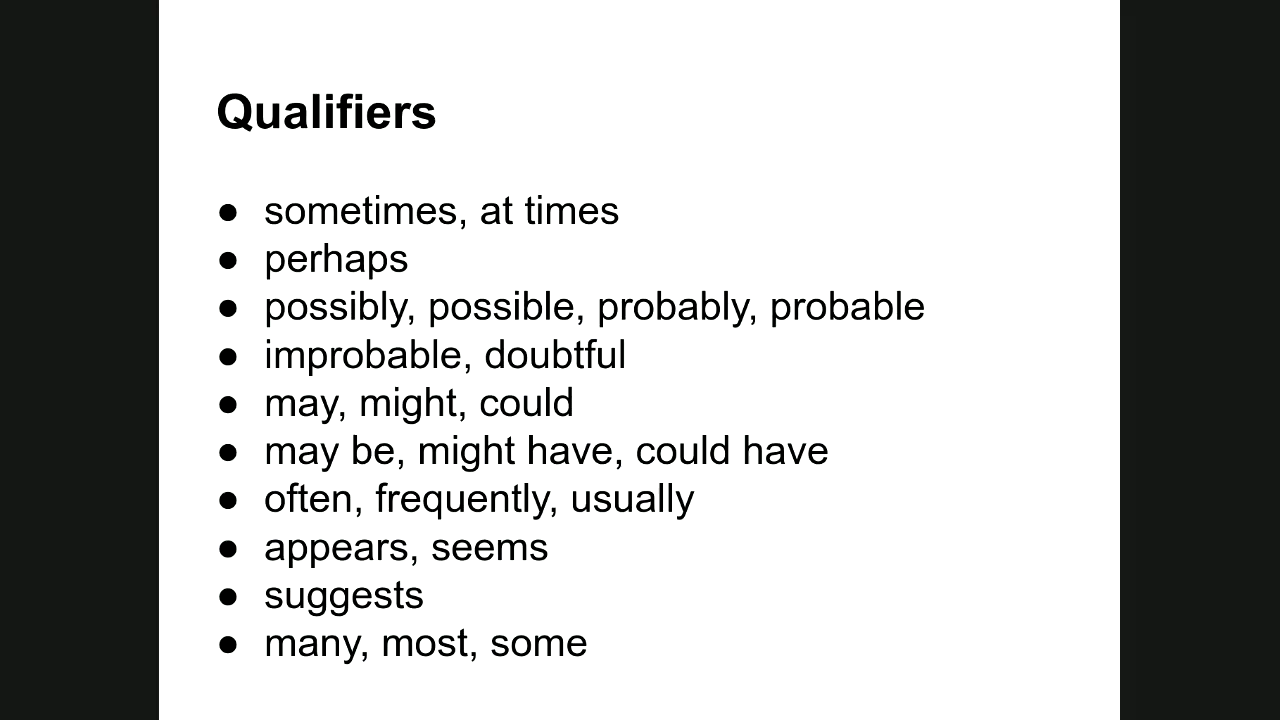 Qualifiers
● sometimes, at times
● perhaps
● possibly, possible, probably, probable
● improbable, doubtful
● may, might, could
● may be, might have, could have
● often, frequently, usually
● appears, seems
● suggests
● many, most, some